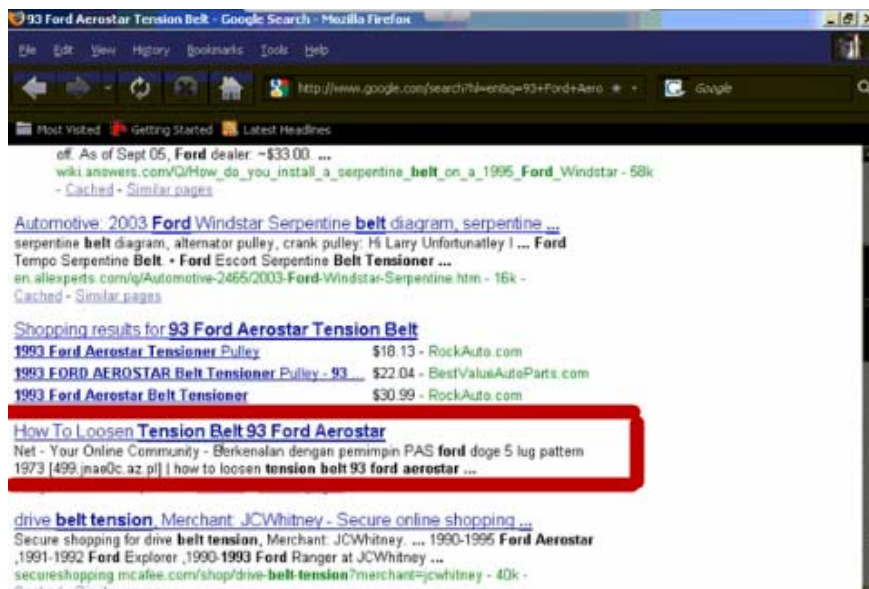 93 Ford Aerostar Tension Belt - Google Search - Mozilla Firefox
File Edit View History Bookmarks Tools Help
http://www.google.com/search?hl=en&q=93+Ford+Aero Google
Most Visited Getting Started Latest Headlines
off. As of Sept 05, Ford dealer: ~$33.00. ...
wiki.answers.com/Q/How_do_you_install_a_serpentine_belt_on_a_1995_Ford_Windstar - 58k
- Cached - Similar pages
Automotive: 2003 Ford Windstar Serpentine belt diagram, serpentine ...
serpentine belt diagram, alternator pulley, crank pulley: Hi Larry Unfortunatley I ... Ford
Tempo Serpentine Belt. • Ford Escort Serpentine Belt Tensioner ...
en.allexperts.com/q/Automotive-2465/2003-Ford-Windstar-Serpentine.htm - 16k -
Cached - Similar pages
Shopping results for 93 Ford Aerostar Tension Belt
1993 Ford Aerostar Tensioner Pulley $18.13 - RockAuto.com
1993 FORD AEROSTAR Belt Tensioner Pulley - 93 ... $22.04 - BestValueAutoParts.com
1993 Ford Aerostar Belt Tensioner $30.99 - RockAuto.com
How To Loosen Tension Belt 93 Ford Aerostar
Net - Your Online Community - Berkenalan dengan pemimpin PAS ford doge 5 lug pattern
1973 [499.jnae0c.az.pl] | how to loosen tension belt 93 ford aerostar ...
drive belt tension, Merchant: JCWhitney - Secure online shopping ...
Secure shopping for drive belt tension, Merchant: JCWhitney. ... 1990-1995 Ford Aerostar
,1991-1992 Ford Explorer ,1990-1993 Ford Ranger at JCWhitney ...
secureshopping.mcafee.com/shop/drive-belt-tension?merchant=jcwhitney - 40k -